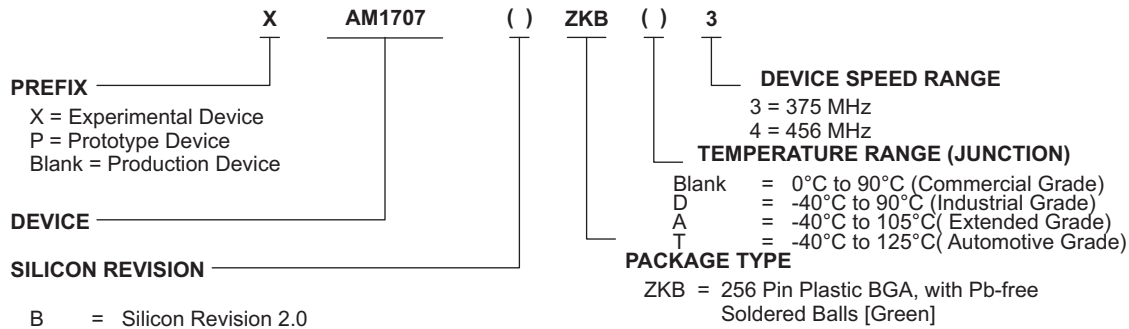 X AM1707 ( ) ZKB ( ) 3
PREFIX
X = Experimental Device
P = Prototype Device
Blank = Production Device
DEVICE
SILICON REVISION
B = Silicon Revision 2.0
DEVICE SPEED RANGE
3 = 375 MHz
4 = 456 MHz
TEMPERATURE RANGE (JUNCTION)
Blank = 0°C to 90°C (Commercial Grade)
D = -40°C to 90°C (Industrial Grade)
A = -40°C to 105°C( Extended Grade)
T = -40°C to 125°C( Automotive Grade)
PACKAGE TYPE
ZKB = 256 Pin Plastic BGA, with Pb-free
Soldered Balls [Green]